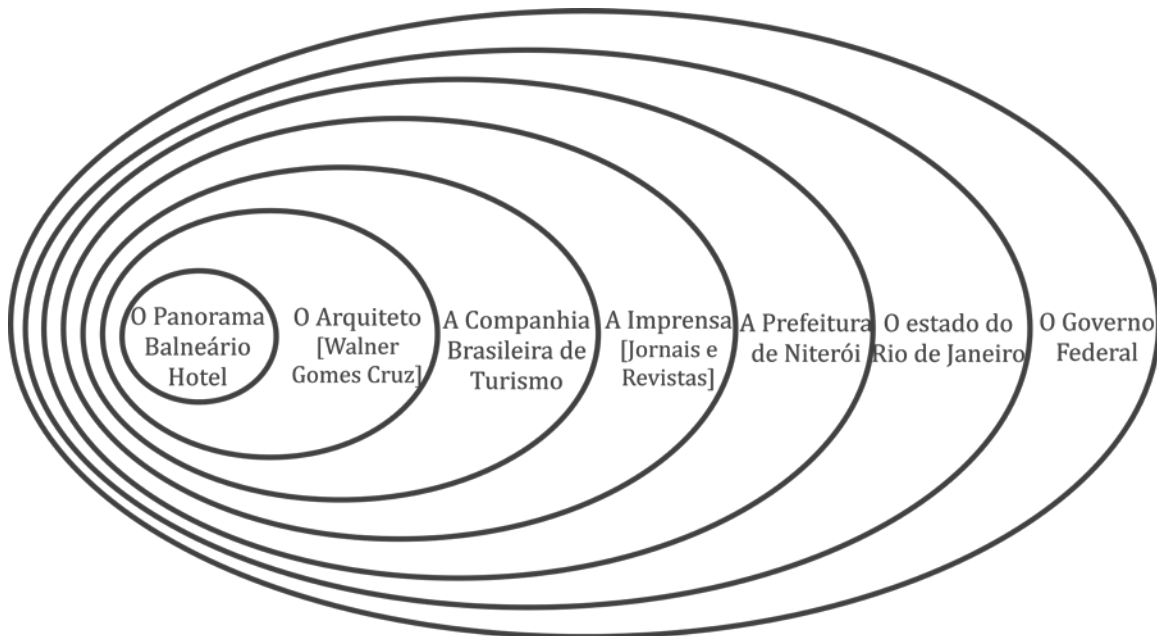 O Panorama
Balneário
Hotel
O Arquiteto
[Walner
Gomes Cruz]
A Companhia
Brasileira de
Turismo
A Imprensa
[Jornais e
Revistas]
A Prefeitura
de Niterói
O estado do
Rio de Janeiro
O Governo
Federal